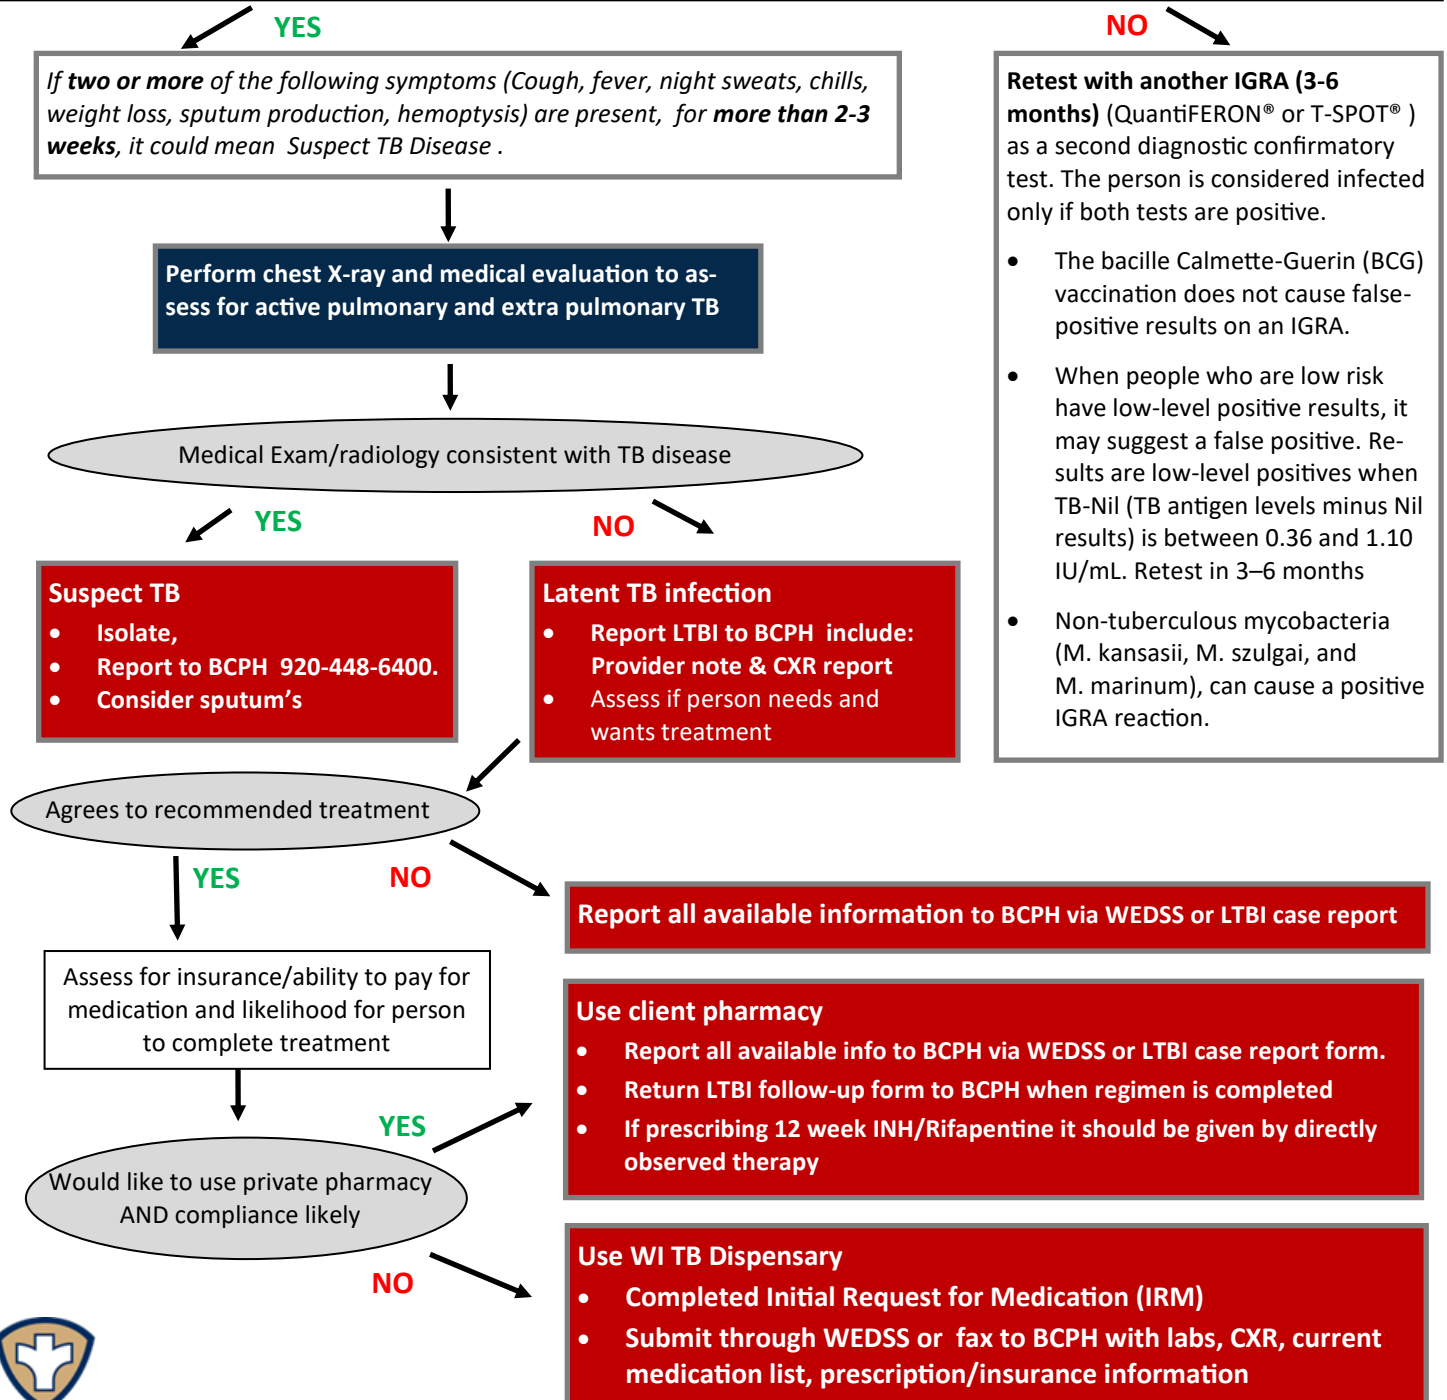 YES
NO
If two or more of the following symptoms (Cough, fever, night sweats, chills,
weight loss, sputum production, hemoptysis) are present,  for more than 2-3
weeks, it could mean  Suspect TB Disease .
Retest with another IGRA (3-6
months) (QuantiFERON® or T-SPOT® )
as a second diagnostic confirmatory
test. The person is considered infected
only if both tests are positive.
• The bacille Calmette-Guerin (BCG)
vaccination does not cause false-
positive results on an IGRA.
• When people who are low risk
have low-level positive results, it
may suggest a false positive. Re-
sults are low-level positives when
TB-Nil (TB antigen levels minus Nil
results) is between 0.36 and 1.10
IU/mL. Retest in 3–6 months
• Non-tuberculous mycobacteria
(M. kansasii, M. szulgai, and
M. marinum), can cause a positive
IGRA reaction.
Perform chest X-ray and medical evaluation to as-
sess for active pulmonary and extra pulmonary TB
Medical Exam/radiology consistent with TB disease
YES
NO
Suspect TB
• Isolate,
• Report to BCPH  920-448-6400.
• Consider sputum's
Latent TB infection
• Report LTBI to BCPH  include:
Provider note & CXR report
• Assess if person needs and
wants treatment
Agrees to recommended treatment
YES
NO
Report all available information to BCPH via WEDSS or LTBI case report
Assess for insurance/ability to pay for
medication and likelihood for person
to complete treatment
Use client pharmacy
• Report all available info to BCPH via WEDSS or LTBI case report form.
• Return LTBI follow-up form to BCPH when regimen is completed
• If prescribing 12 week INH/Rifapentine it should be given by directly
observed therapy
YES
Would like to use private pharmacy
AND compliance likely
NO
Use WI TB Dispensary
• Completed Initial Request for Medication (IRM)
• Submit through WEDSS or  fax to BCPH with labs, CXR, current
medication list, prescription/insurance information